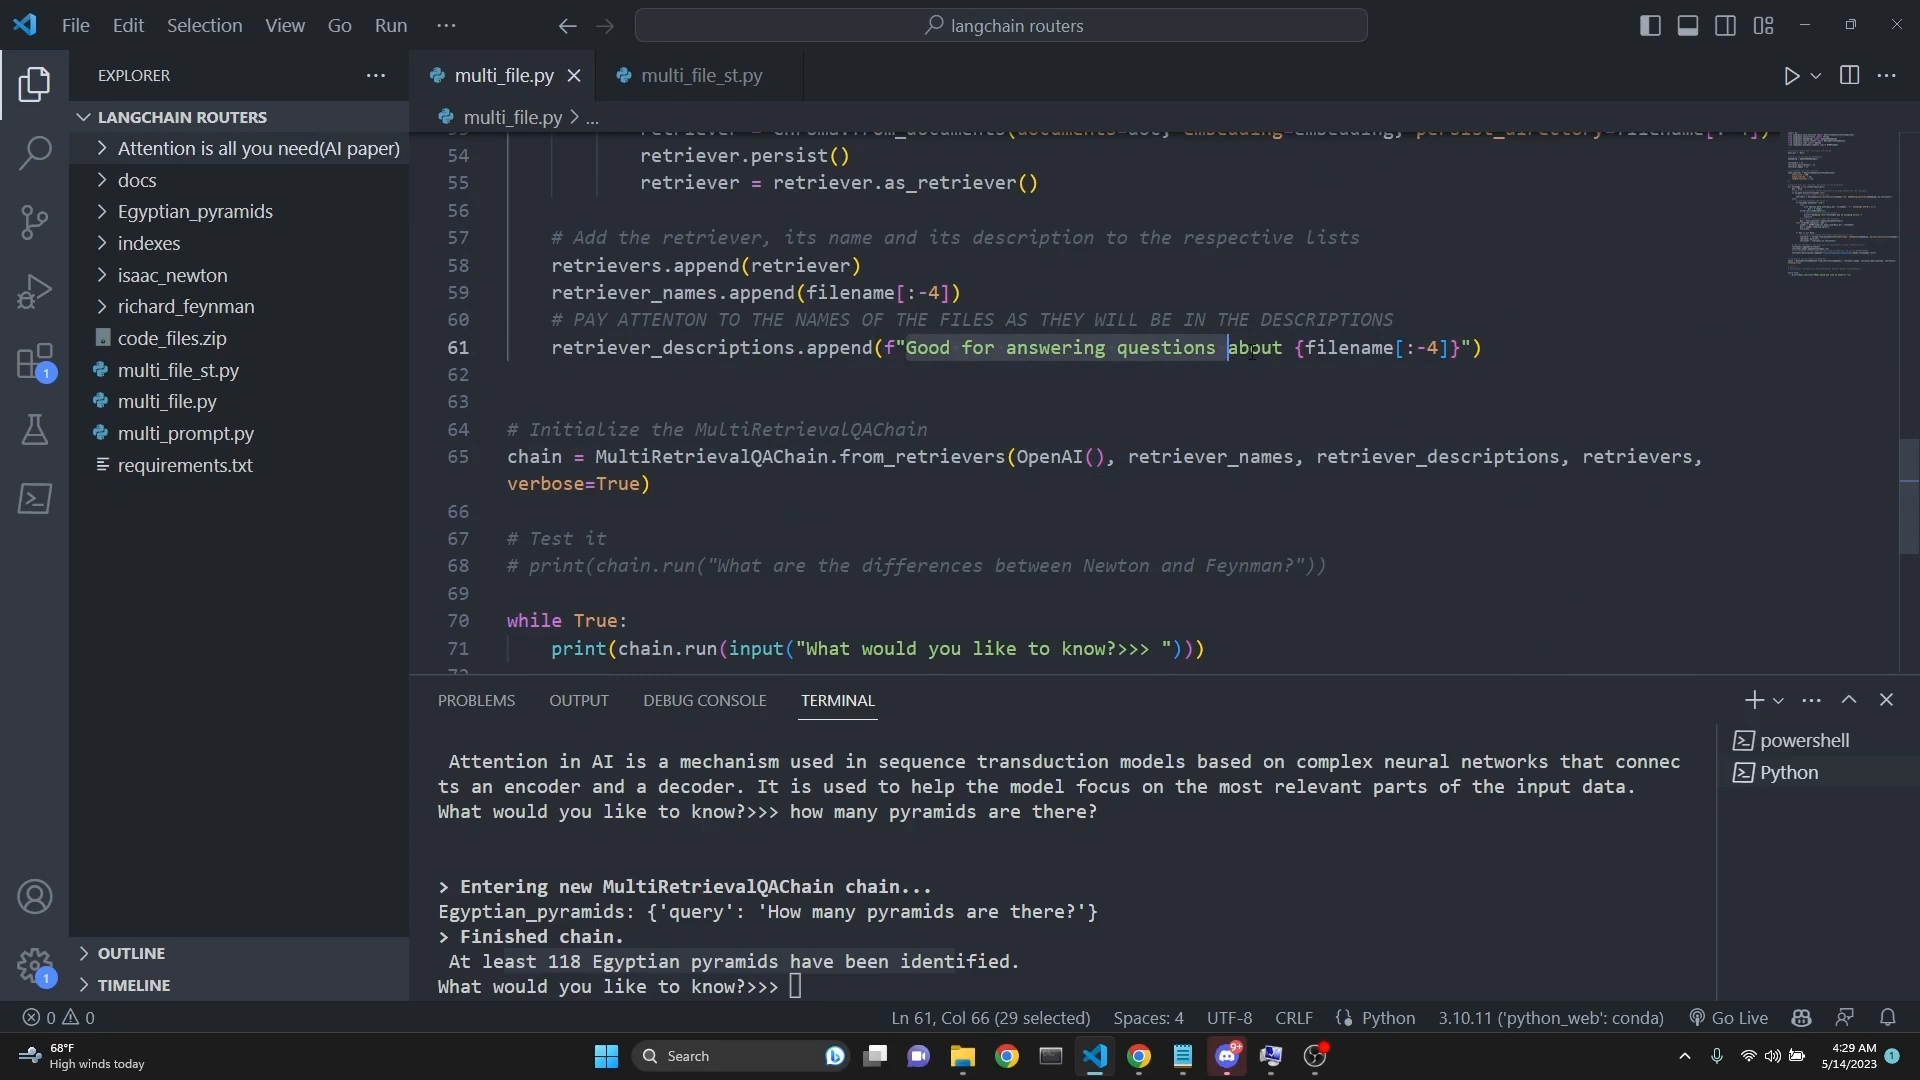 File Edit Selection View Go Run ...
langchain routers
EXPLORER
multi_file.py
multi_file_st.py
LANGCHAIN ROUTERS
multi_file.py > ...
Attention is all you need(AI paper)
docs
Egyptian_pyramids
indexes
isaac_newton
richard_feynman
code_files.zip
multi_file_st.py
multi_file.py
multi_prompt.py
requirements.txt
54 retriever.persist()
55 retriever = retriever.as_retriever()
56
57 # Add the retriever, its name and its description to the respective lists
58 retrievers.append(retriever)
59 retriever_names.append(filename[:-4])
60 # PAY ATTENTON TO THE NAMES OF THE FILES AS THEY WILL BE IN THE DESCRIPTIONS
61 retriever_descriptions.append(f"Good for answering questions about {filename[:-4]}")
62
63
64 # Initialize the MultiRetrievalQAChain
65 chain = MultiRetrievalQAChain.from_retrievers(OpenAI(), retriever_names, retriever_descriptions, retrievers,
verbose=True)
66
67 # Test it
68 # print(chain.run("What are the differences between Newton and Feynman?"))
69
70 while True:
71 print(chain.run(input("What would you like to know?>>> ")))
PROBLEMS OUTPUT DEBUG CONSOLE TERMINAL
powershell
Python
Attention in AI is a mechanism used in sequence transduction models based on complex neural networks that connec
ts an encoder and a decoder. It is used to help the model focus on the most relevant parts of the input data.
What would you like to know?>>> how many pyramids are there?
> Entering new MultiRetrievalQAChain chain...
Egyptian_pyramids: {'query': 'How many pyramids are there?'}
> Finished chain.
At least 118 Egyptian pyramids have been identified.
What would you like to know?>>>
1
1
OUTLINE
TIMELINE
0 0 Ln 61, Col 66 (29 selected) Spaces: 4 UTF-8 CRLF Python 3.10.11 ('python_web': conda) Go Live
68°F
High winds today
Search
9+
4:29 AM
5/14/2023
1